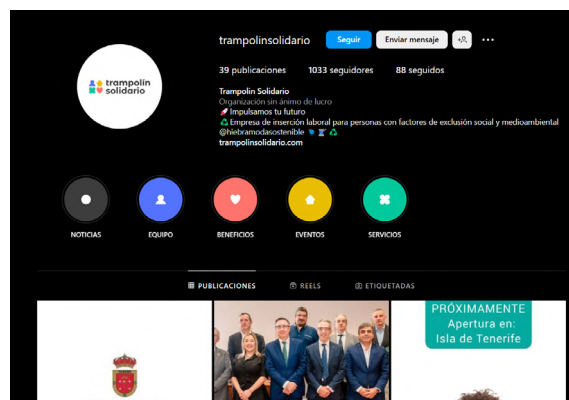 trampolinsolidario Seguir Enviar mensaje
39 publicaciones 1033 seguidores 88 seguidos
trampolín
solidario
Trampolín Solidario
Organización sin ánimo de lucro
🚀 Impulsamos tu futuro
♻️ Empresa de inserción laboral para personas con factores de exclusión social y medioambiental
@hiebramodasostenible
trampolinsolidario.com
NOTICIAS EQUIPO BENEFICIOS EVENTOS SERVICIOS
PUBLICACIONES REELS ETIQUETADAS
PRÓXIMAMENTE
Apertura en:
Isla de Tenerife